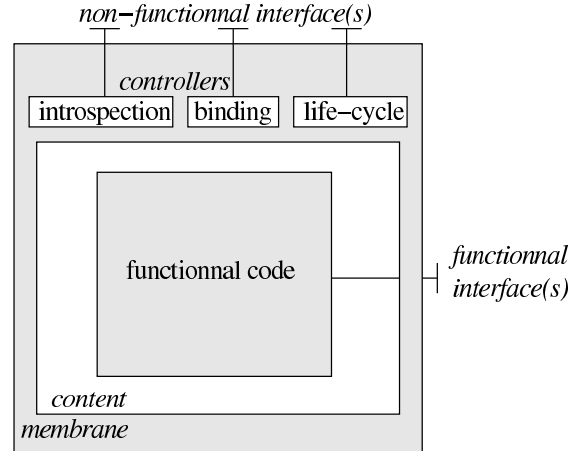 non-functionnal interface(s)
controllers
introspection
binding
life-cycle
functionnal code
functionnal
interface(s)
content
membrane